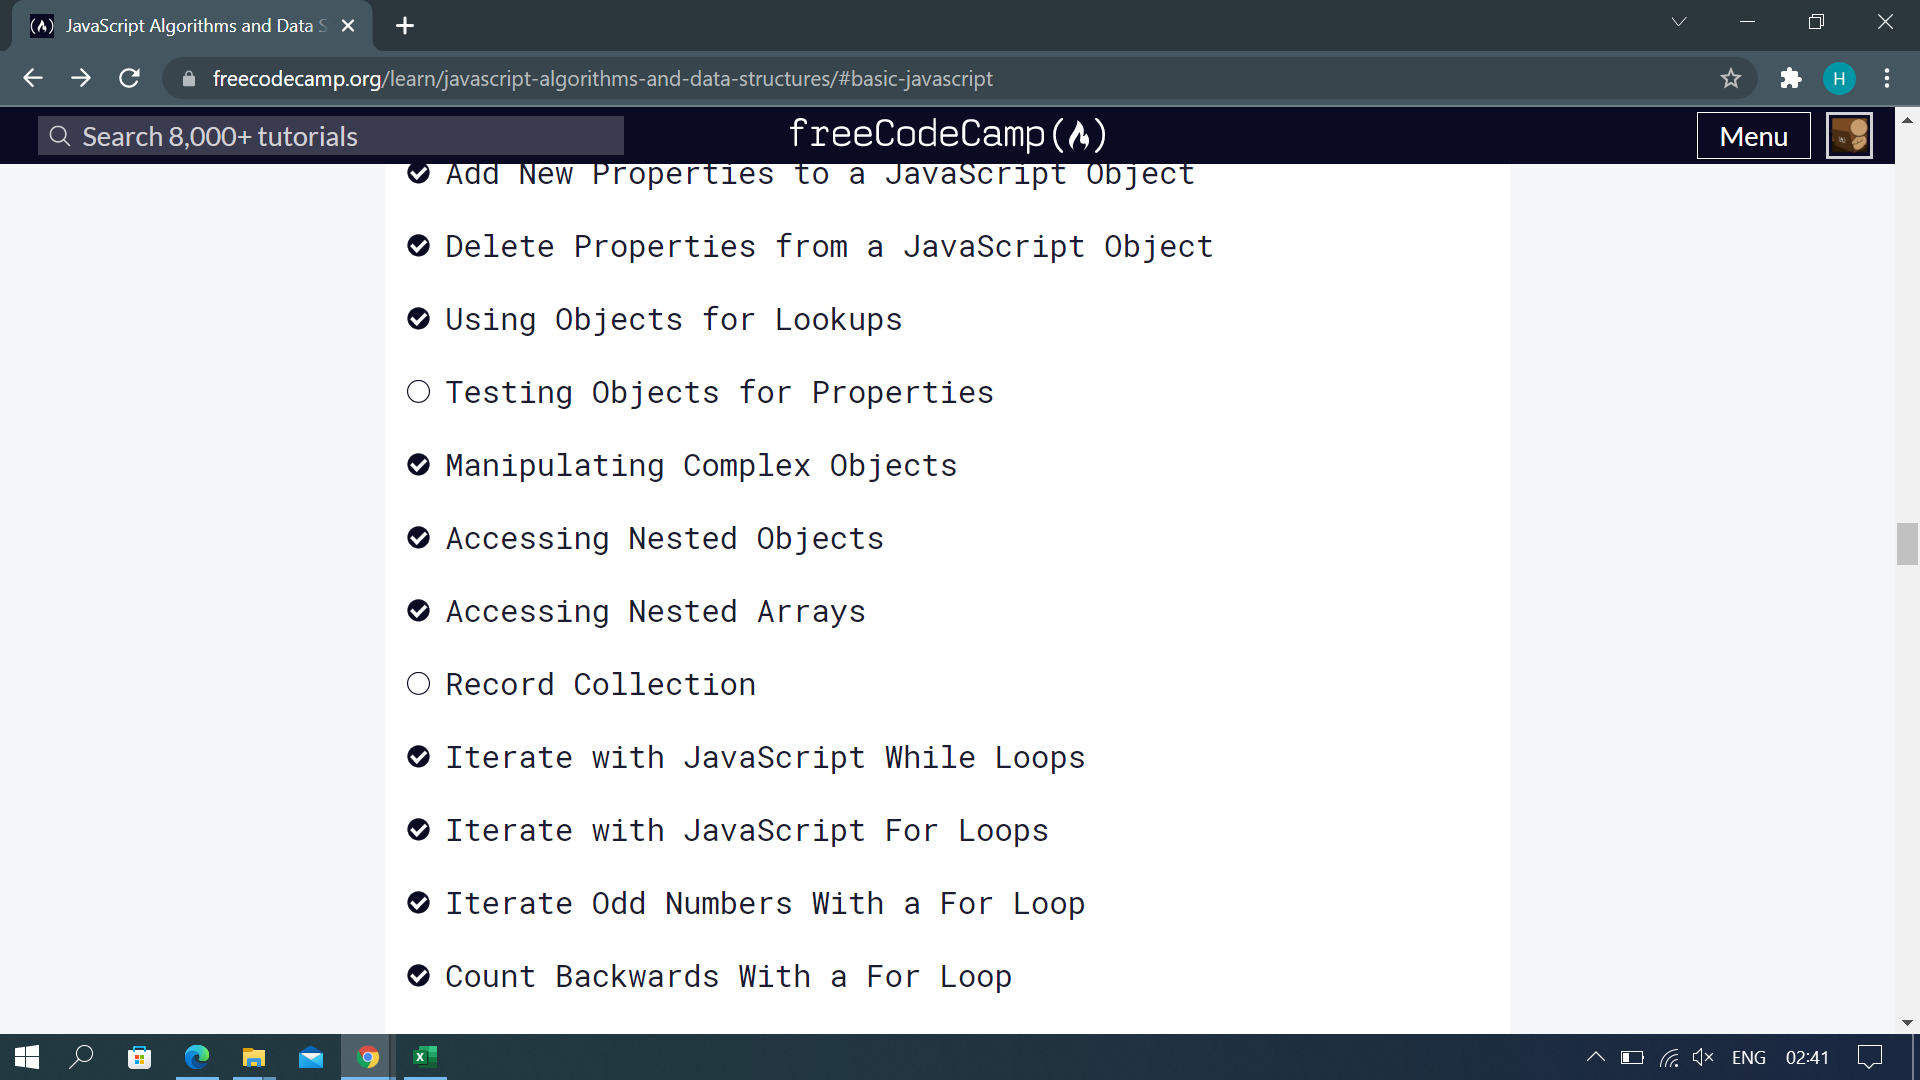 JavaScript Algorithms and Data S
freecodecamp.org/learn/javascript-algorithms-and-data-structures/#basic-javascript
H
Search 8,000+ tutorials
freeCodeCamp
Menu
Add New Properties to a JavaScript Object
Delete Properties from a JavaScript Object
Using Objects for Lookups
Testing Objects for Properties
Manipulating Complex Objects
Accessing Nested Objects
Accessing Nested Arrays
Record Collection
Iterate with JavaScript While Loops
Iterate with JavaScript For Loops
Iterate Odd Numbers With a For Loop
Count Backwards With a For Loop
ENG
02:41